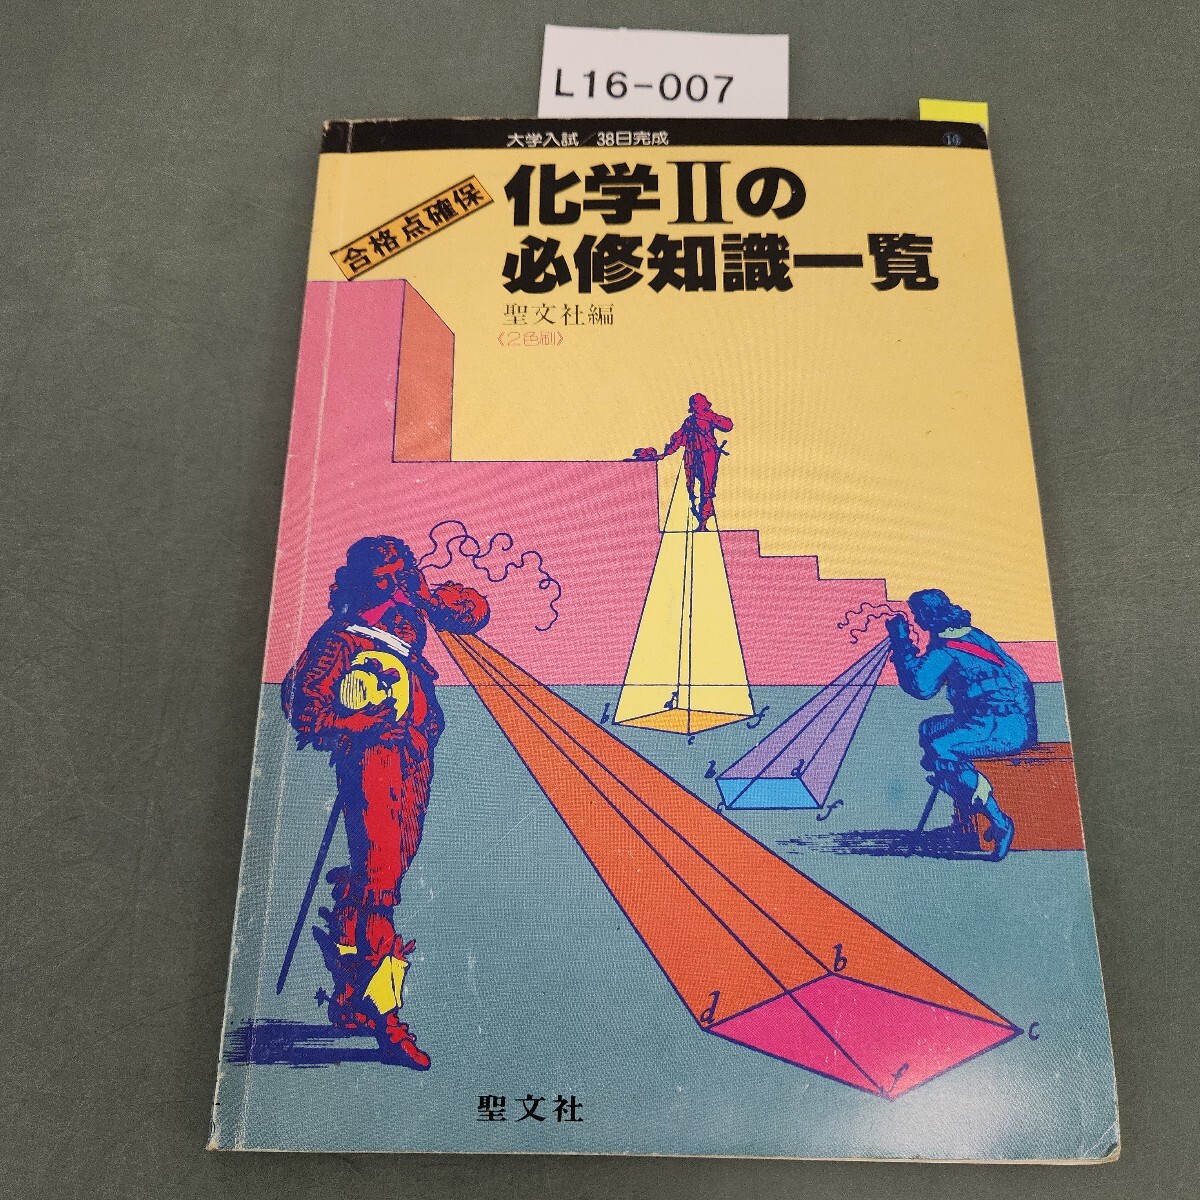 L16-007
大学入試/38日完成
合格点確保
化学IIの
必修知識一覧
聖文社編
《2色刷》
b
d
f
c
b
d
c
f
b
d
c
f
聖文社